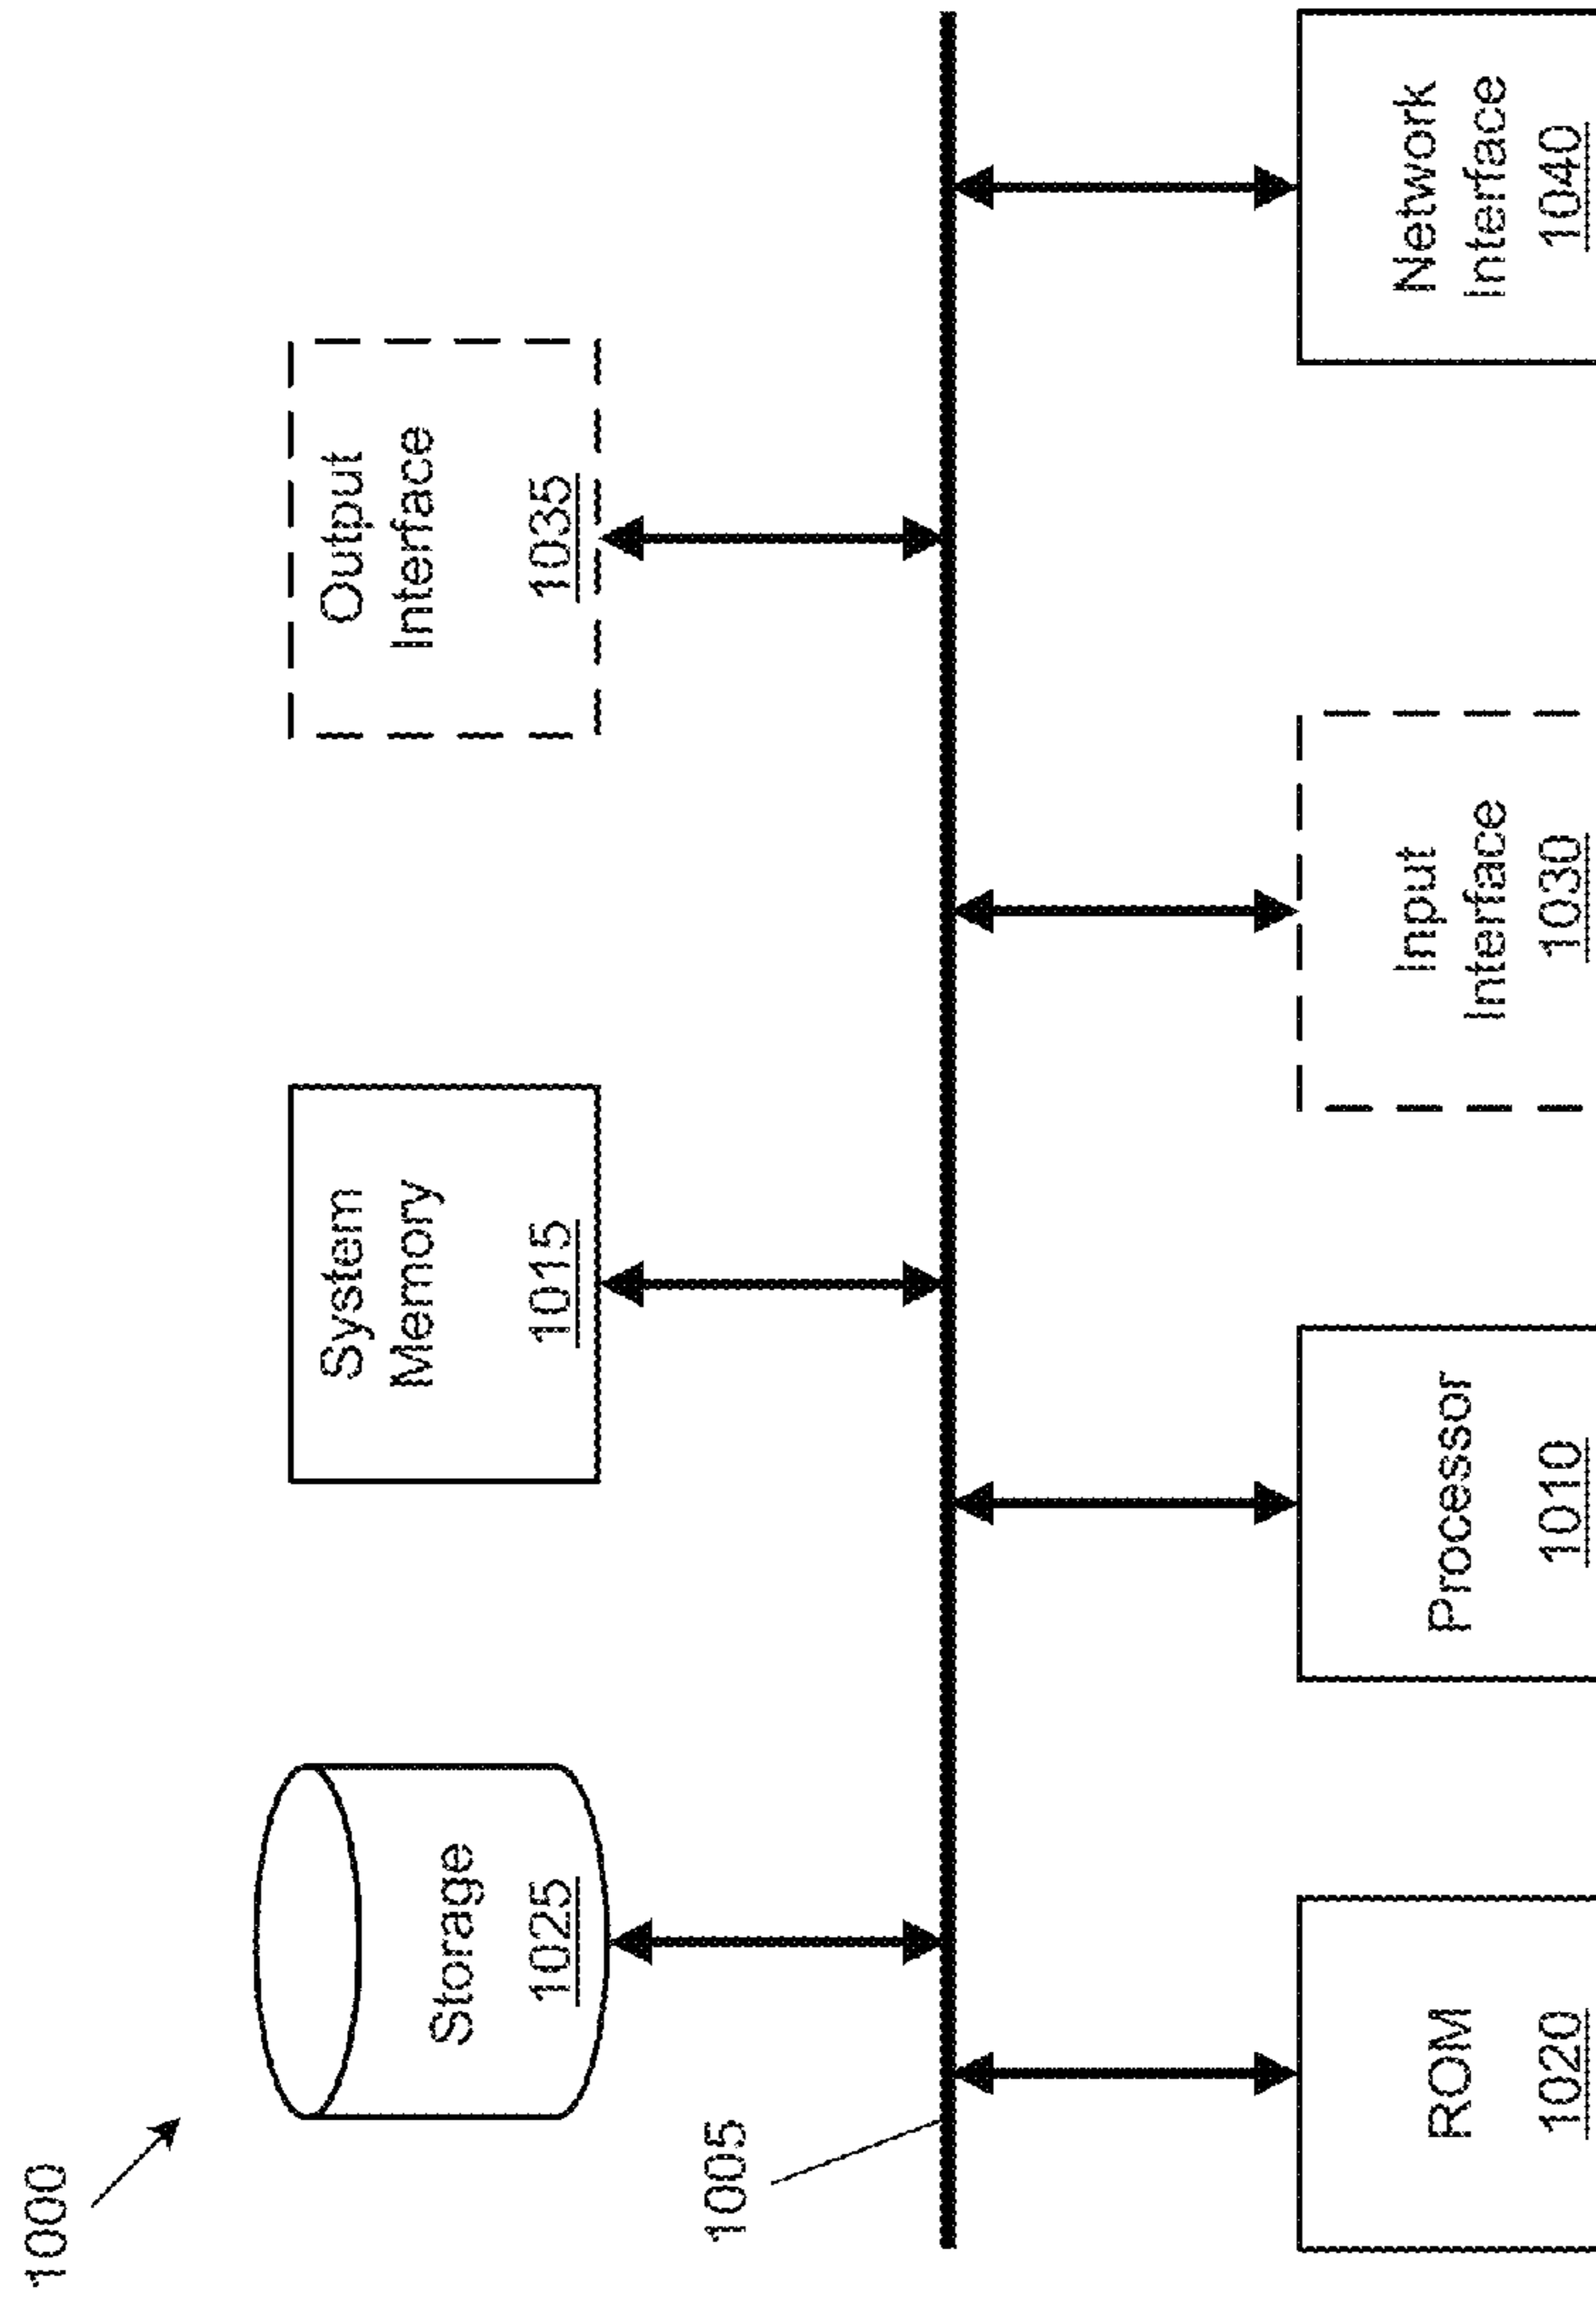 1000
Storage
1025
System
Memory
1015
Output
Interface
1035
1005
ROM
1020
Processor
1010
Input
Interface
1030
Network
Interface
1040